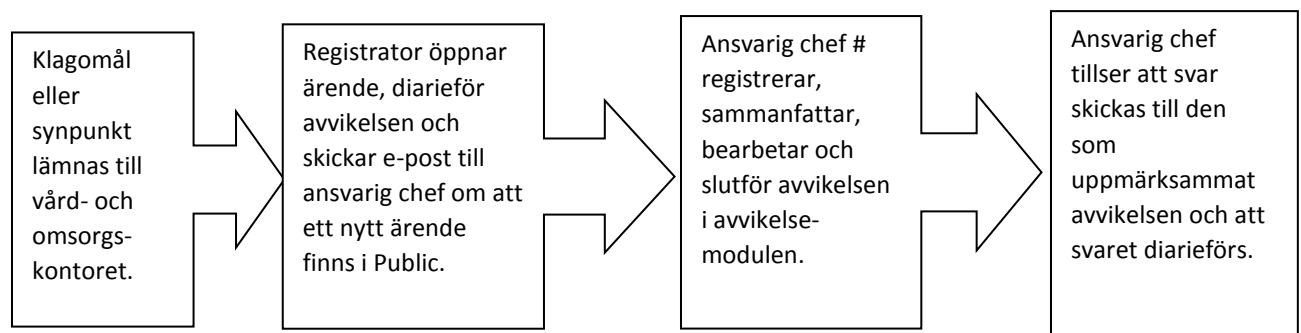 Klagomål
eller
synpunkt
lämnas till
vård- och
omsorgs-
kontoret.
Registrator öppnar
ärende, diarieför
avvikelsen och
skickar e-post till
ansvarig chef om att
ett nytt ärende
finns i Public.
Ansvarig chef #
registrerar,
sammanfattar,
bearbetar och
slutför avvikelsen
i avvikelse-
modulen.
Ansvarig chef
tillser att svar
skickas till den
som
uppmärksammat
avvikelsen och att
svaret diarieförs.